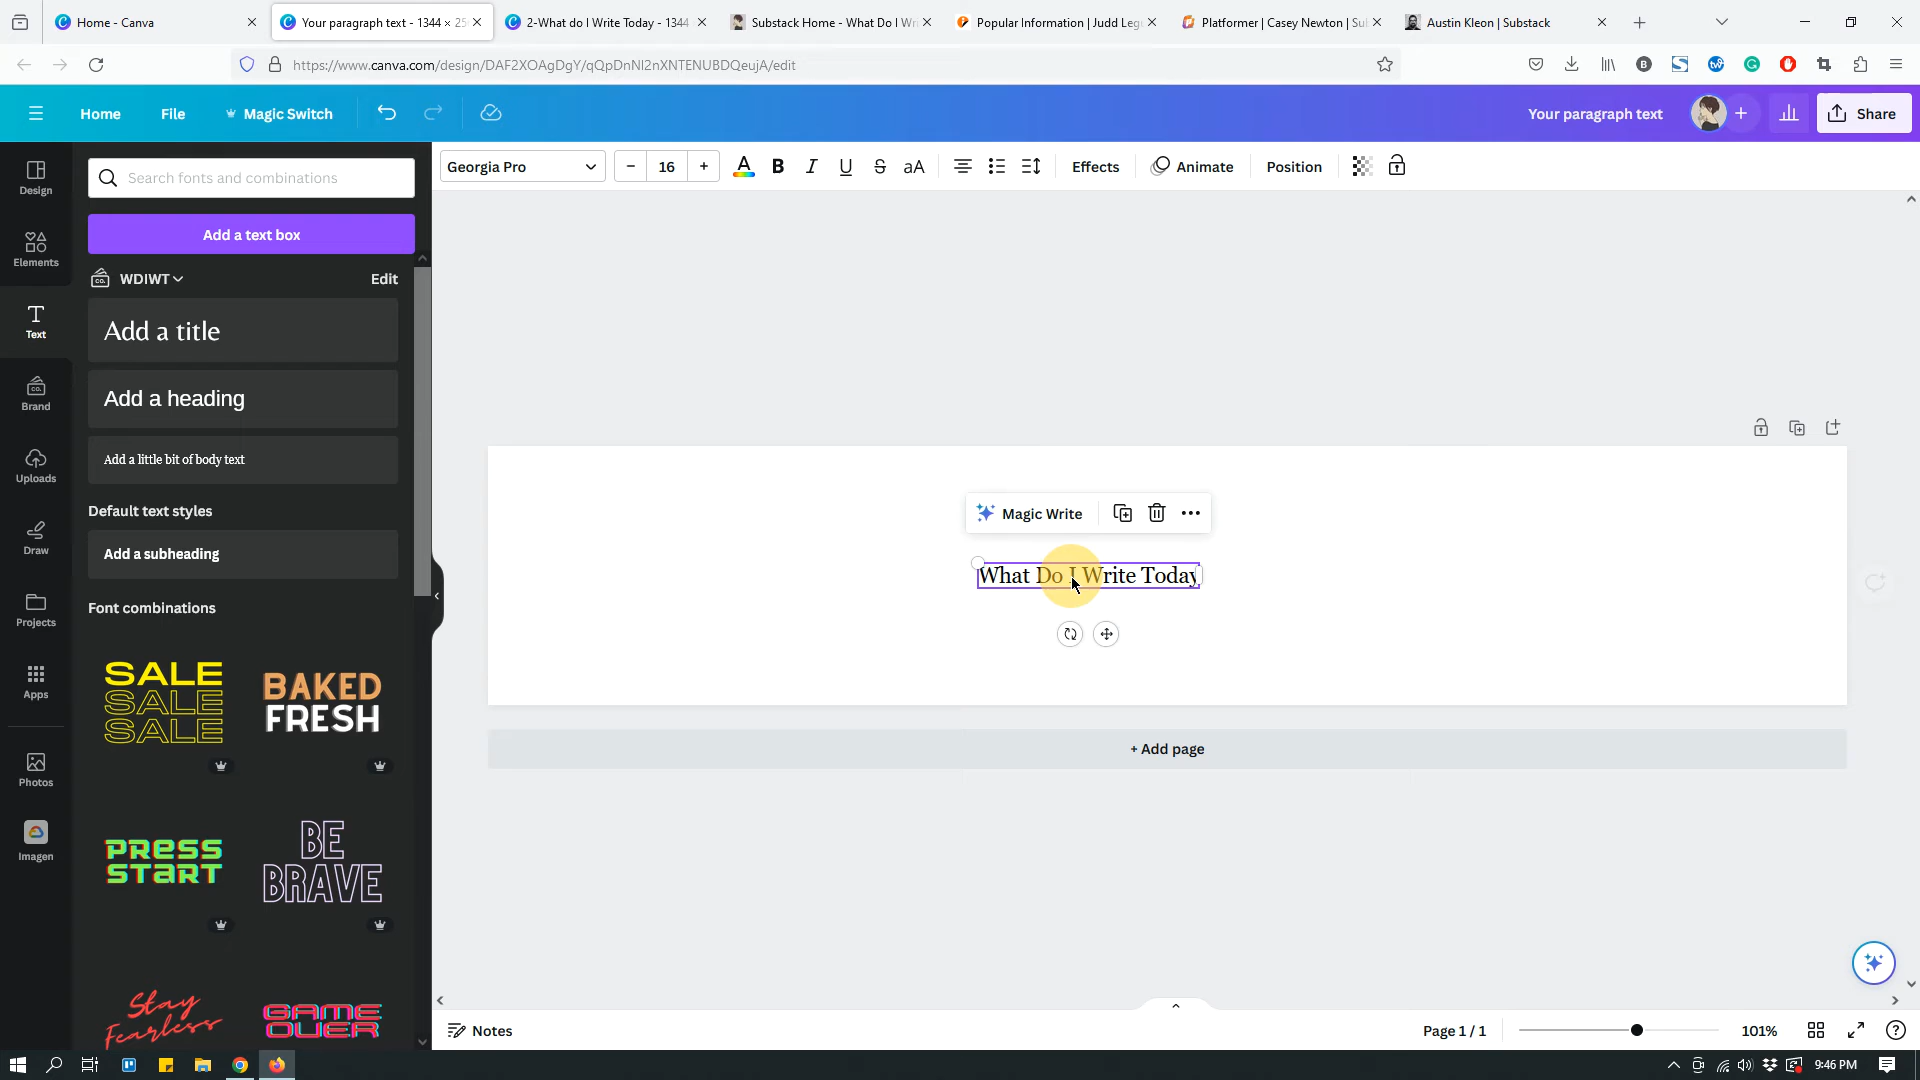 Home - Canva
Your paragraph text - 1344 × 25
2-What do I Write Today - 1344
Substack Home - What Do I Wr
Popular Information | Judd Leg
Platformer | Casey Newton | Su
Austin Kleon | Substack
https://www.canva.com/design/DAF2XOAgDgY/qQpDnNl2nXNTENUBDQeujA/edit
Home
File
Magic Switch
Your paragraph text
Share
Design
Elements
Text
Brand
Uploads
Draw
Projects
Apps
Photos
Imagen
Search fonts and combinations
Add a text box
WDIWT
Edit
Add a title
Add a heading
Add a little bit of body text
Default text styles
Add a subheading
Font combinations
SALE
SALE
SALE
BAKED
FRESH
PRESS
START
BE
BRAVE
Stay
Fearless
GAME
OVER
Georgia Pro
– 16 +
A B I U S aA
Effects
Animate
Position
Magic Write
What Do I Write Today
+ Add page
Notes
Page 1 / 1
101%
9:46 PM